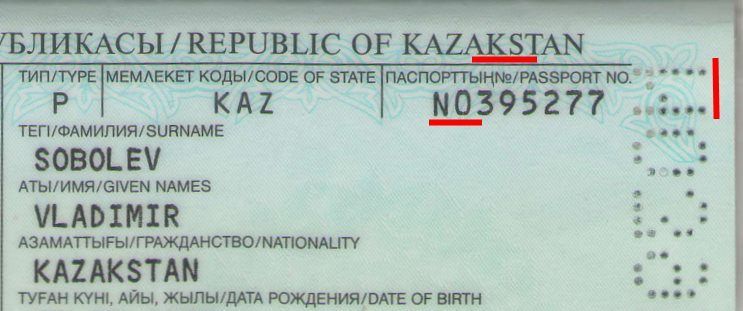 УБЛИКАСЫ / REPUBLIC OF KAZAKSTAN
ТИП/TYPE МЕМЛЕКЕТ КОДЫ/CODE OF STATE ПАСПОРТТЫҢ№/PASSPORT NO.
P KAZ N0395277
ТЕГІ/ФАМИЛИЯ/SURNAME
SOBOLEV
АТЫ/ИМЯ/GIVEN NAMES
VLADIMIR
АЗАМАТТЫҒЫ/ГРАЖДАНСТВО/NATIONALITY
KAZAKSTAN
ТУҒАН КҮНІ, АЙЫ, ЖЫЛЫ/ДАТА РОЖДЕНИЯ/DATE OF BIRTH